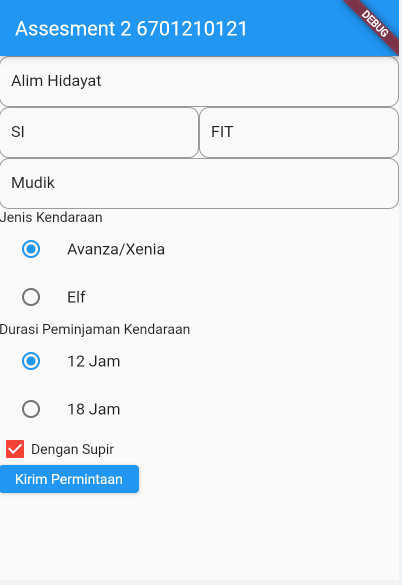 Assesment 2 6701210121
DEBUG
Alim Hidayat
SI FIT
Mudik
Jenis Kendaraan
Avanza/Xenia
Elf
Durasi Peminjaman Kendaraan
12 Jam
18 Jam
Dengan Supir
Kirim Permintaan